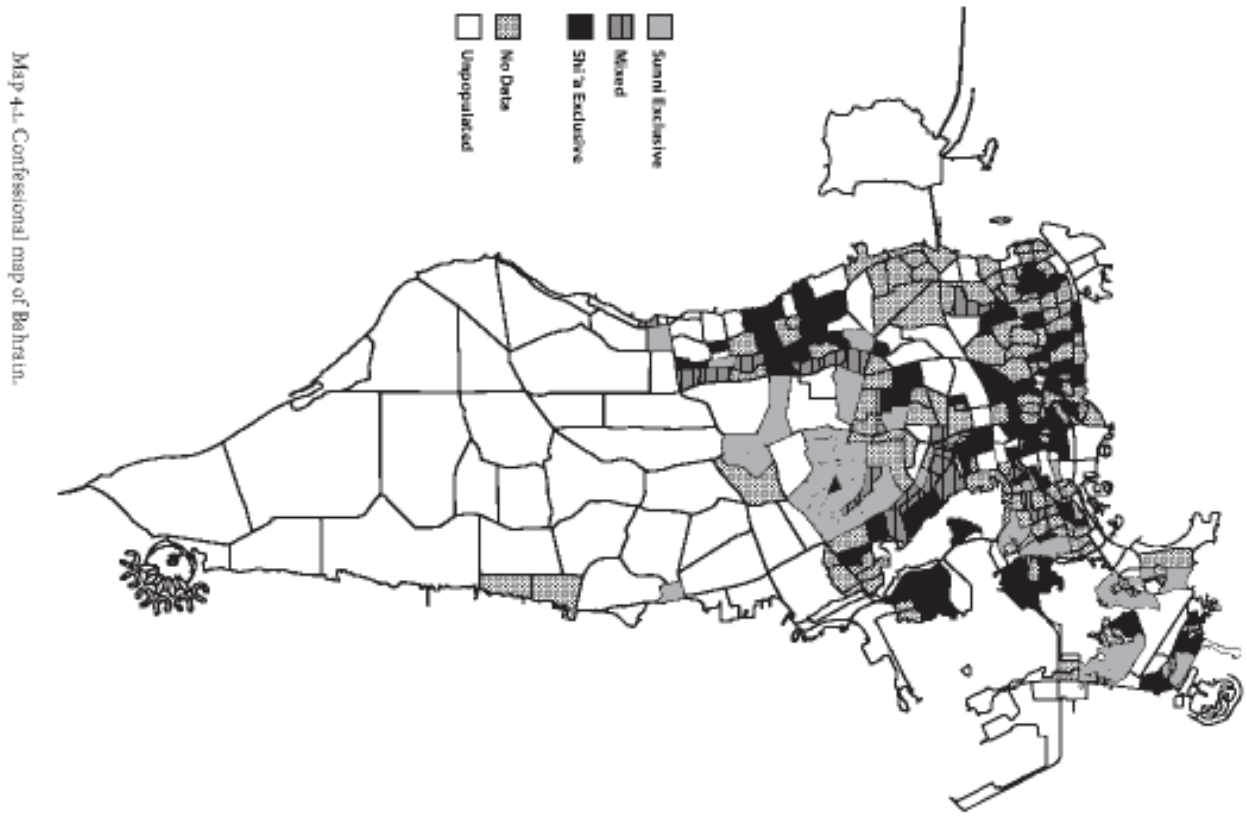 Sunni Exclusive
Mixed
Shi'a Exclusive
No Data
Unpopulated
Map 4.1. Confessional map of Bahrain.